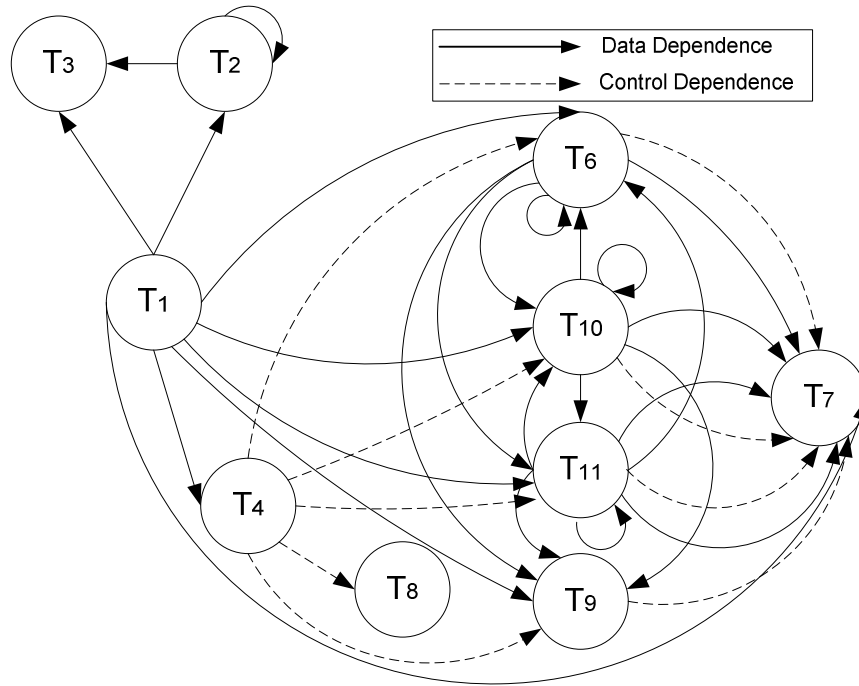 T3
T2
Data Dependence
Control Dependence
T6
T1
T10
T7
T11
T4
T8
T9